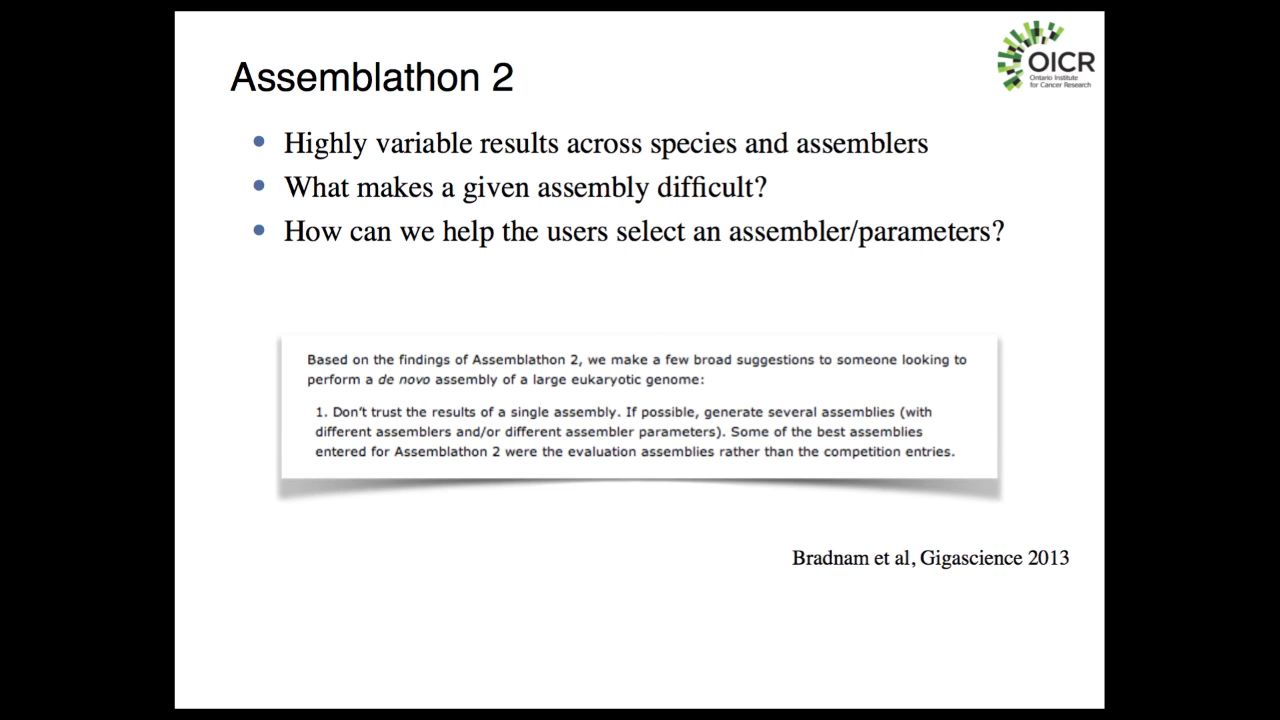 OICR
Ontario Institute
for Cancer Research
Assemblathon 2
Highly variable results across species and assemblers
What makes a given assembly difficult?
How can we help the users select an assembler/parameters?
Based on the findings of Assemblathon 2, we make a few broad suggestions to someone looking to
perform a de novo assembly of a large eukaryotic genome:
1. Don't trust the results of a single assembly. If possible, generate several assemblies (with
different assemblers and/or different assembler parameters). Some of the best assemblies
entered for Assemblathon 2 were the evaluation assemblies rather than the competition entries.
Bradnam et al, Gigascience 2013